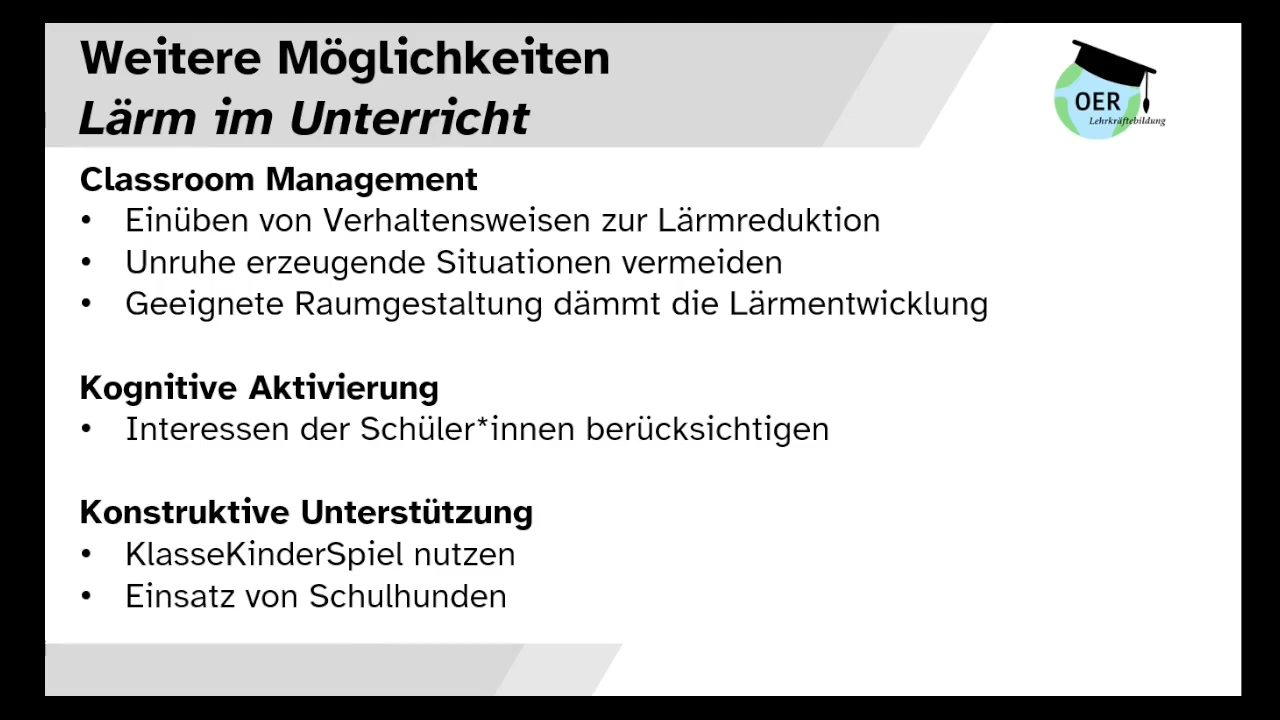 Weitere Möglichkeiten
Lärm im Unterricht
OER
Lehrkräftebildung
Classroom Management
• Einüben von Verhaltensweisen zur Lärmreduktion
• Unruhe erzeugende Situationen vermeiden
• Geeignete Raumgestaltung dämmt die Lärmentwicklung
Kognitive Aktivierung
• Interessen der Schüler*innen berücksichtigen
Konstruktive Unterstützung
• KlasseKinderSpiel nutzen
• Einsatz von Schulhunden